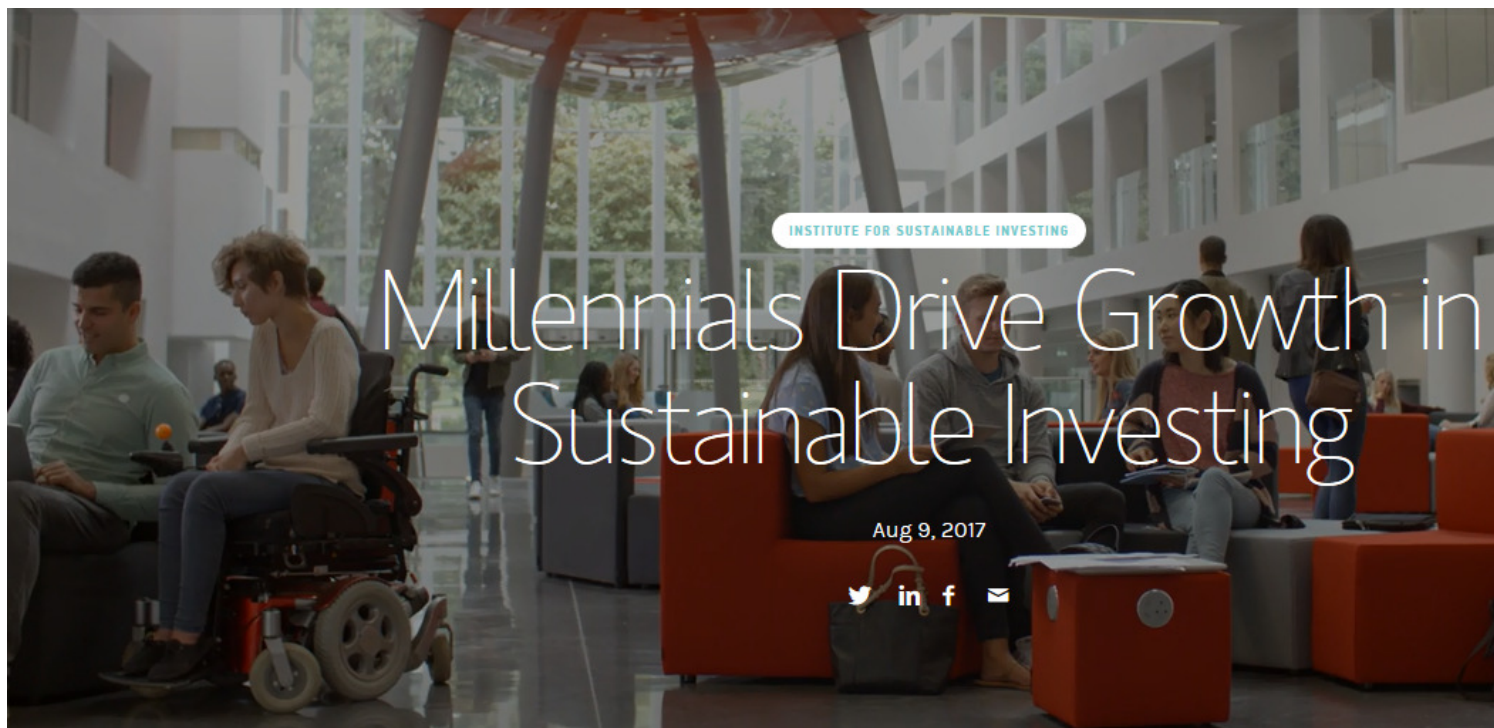 INSTITUTE FOR SUSTAINABLE INVESTING
Millennials Drive Growth in
Sustainable Investing
Aug 9, 2017